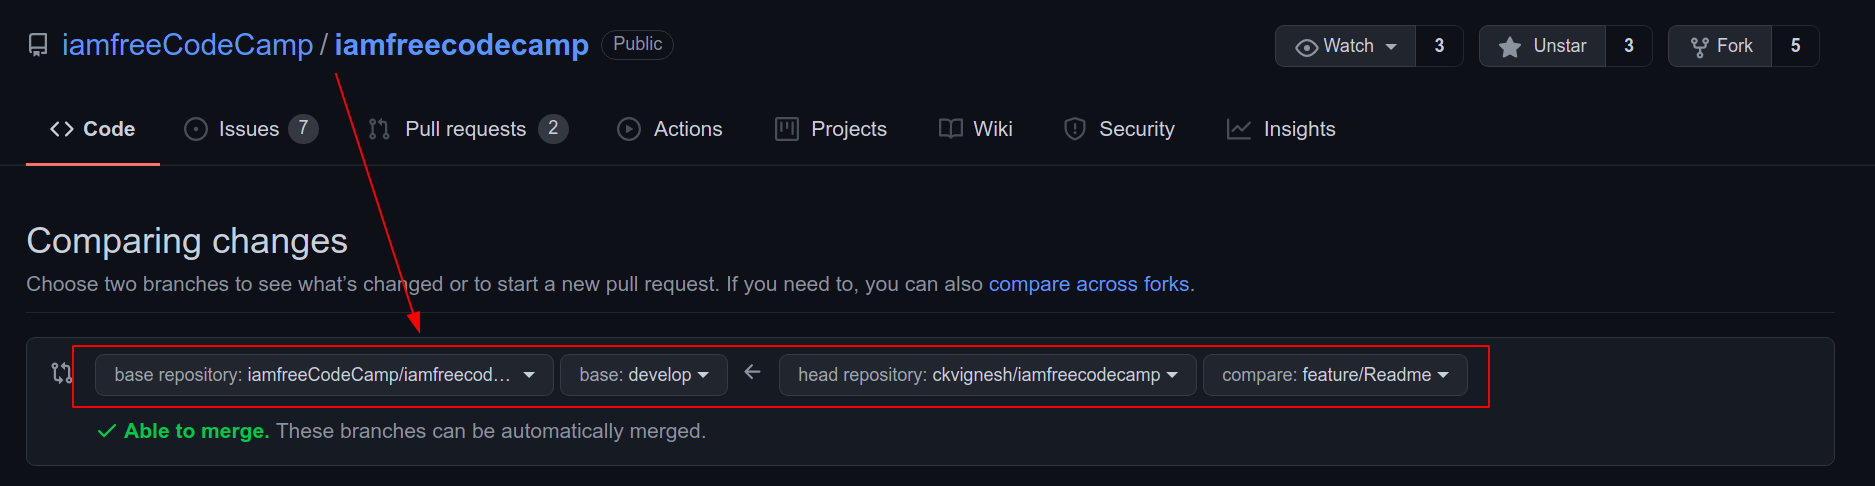 iamfreeCodeCamp / iamfreecodecamp Public Watch 3 Unstar 3 Fork 5
Code Issues 7 Pull requests 2 Actions Projects Wiki Security Insights
Comparing changes
Choose two branches to see what's changed or to start a new pull request. If you need to, you can also compare across forks.
base repository: iamfreeCodeCamp/iamfreecod... base: develop ← head repository: ckvignesh/iamfreecodecamp compare: feature/Readme
✓ Able to merge. These branches can be automatically merged.